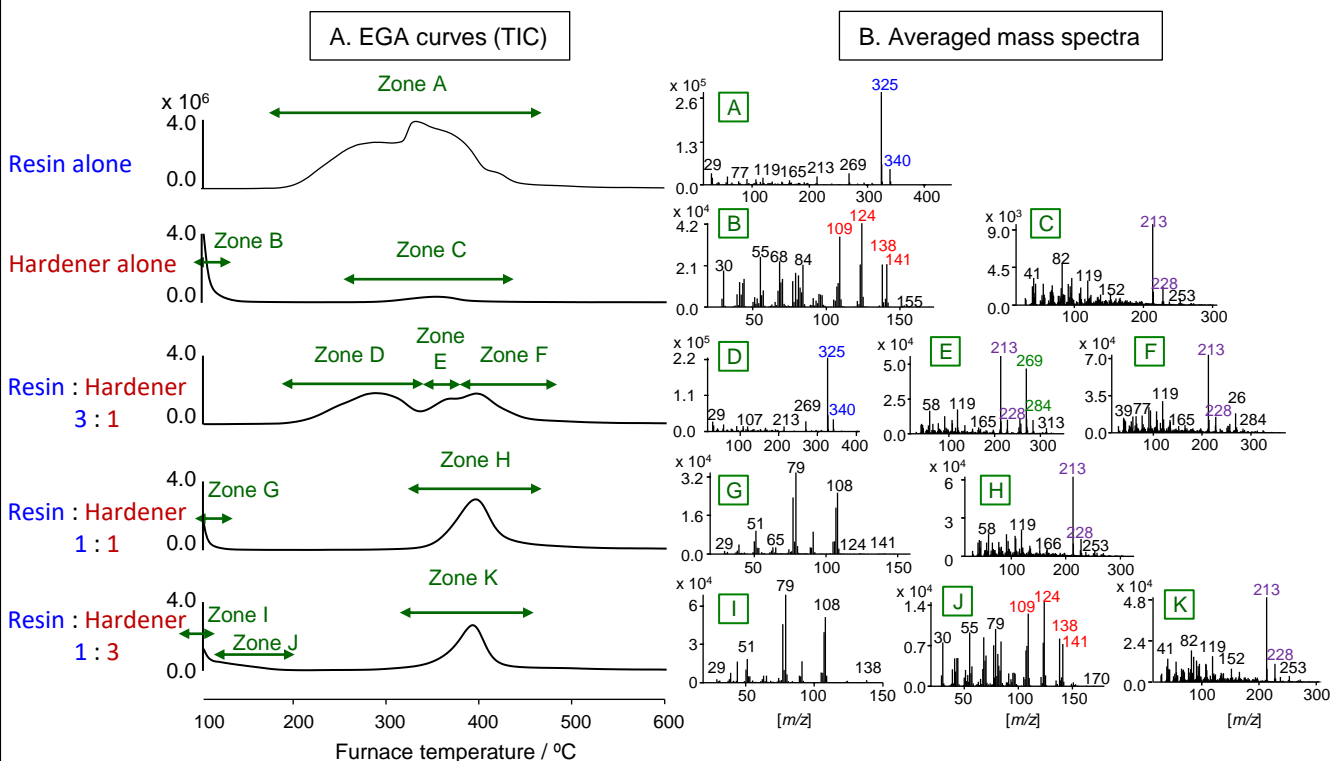 A. EGA curves (TIC)
B. Averaged mass spectra
Resin alone
x 10⁶
4.0
0.0
Zone A
A
x 10⁵
2.6
1.3
0.0
29 77 119 165 213 269 325 340
100 200 300 400
Hardener alone
4.0
0.0
Zone B
Zone C
B
x 10⁴
4.2
2.1
0.0
30 55 68 84 109 124 138 141 155
50 100 150
C
x 10³
9.0
4.5
0.0
41 82 119 152 213 228 253
100 200 300
Resin : Hardener
3 : 1
4.0
0.0
Zone D
Zone
E
Zone F
D
x 10⁵
2.2
1.1
0.0
29 107 213 269 325 340
100 200 300 400
E
x 10⁴
5.0
2.5
0.0
58 119 165 213 228 269 284 313
100 200 300
F
x 10⁴
7.0
3.5
0.0
39 77 119 165 213 228 26 284
100 200 300
Resin : Hardener
1 : 1
4.0
0.0
Zone G
Zone H
G
x 10⁴
3.2
1.6
0.0
29 51 65 79 108 124 141
50 100 150
H
x 10⁴
6
3
0
58 119 166 213 228 253
100 200 300
Resin : Hardener
1 : 3
4.0
0.0
Zone I
Zone J
Zone K
I
x 10⁴
6
3
0
29 51 79 108 138
50 100 150
[m/z]
J
x 10⁴
1.4
0.7
0.0
30 55 79 109 124 138 141 170
50 100 150
[m/z]
K
x 10⁴
4.8
2.4
0.0
41 82 119 152 213 228 253
100 200 300
[m/z]
100 200 300 400 500 600
Furnace temperature / ºC